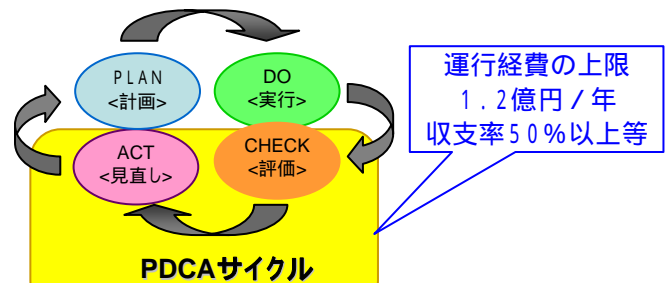 PLAN
<計画>
DO
<実行>
ACT
<見直し>
CHECK
<評価>
PDCAサイクル
運行経費の上限
１．２億円／年
収支率５０％以上等